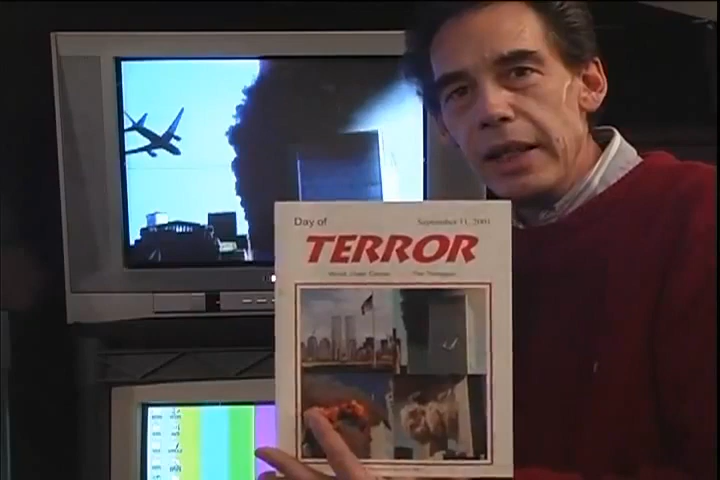 Day of
September 11, 2001
TERROR
World Trade Center
The Pentagon